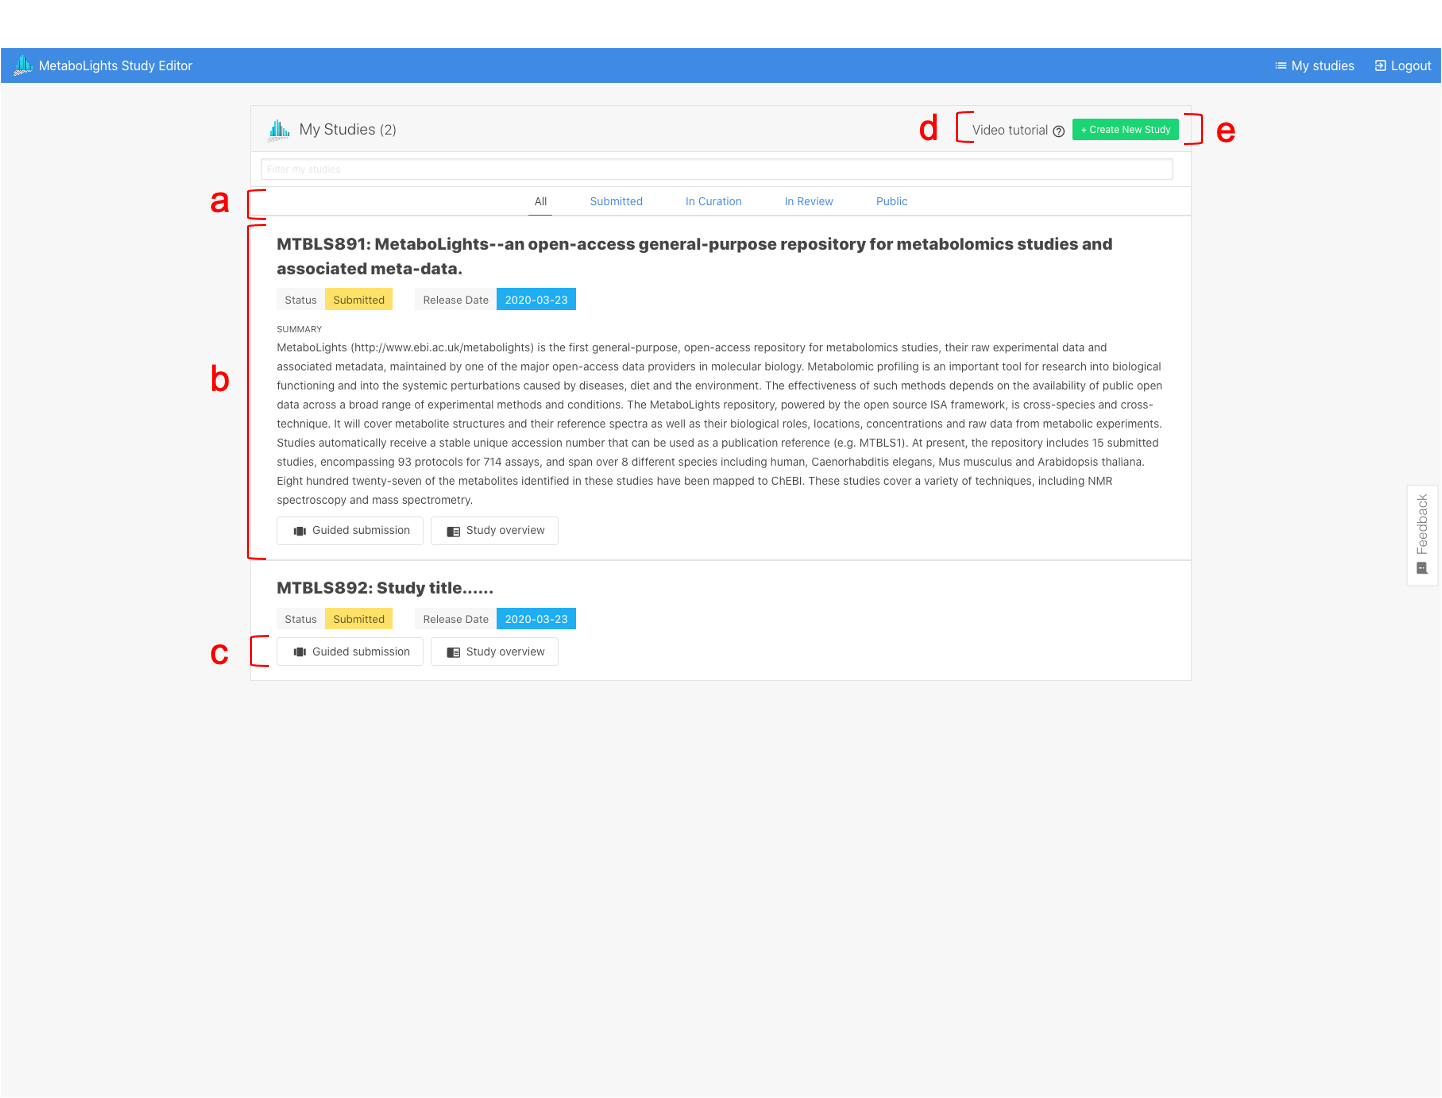 MetaboLights Study Editor
My studies
Logout
My Studies (2)
d
Video tutorial
+ Create New Study
e
Filter my studies
a
All
Submitted
In Curation
In Review
Public
MTBLS891: MetaboLights--an open-access general-purpose repository for metabolomics studies and
associated meta-data.
Status
Submitted
Release Date
2020-03-23
SUMMARY
MetaboLights (http://www.ebi.ac.uk/metabolights) is the first general-purpose, open-access repository for metabolomics studies, their raw experimental data and
associated metadata, maintained by one of the major open-access data providers in molecular biology. Metabolomic profiling is an important tool for research into biological
b
functioning and into the systemic perturbations caused by diseases, diet and the environment. The effectiveness of such methods depends on the availability of public open
data across a broad range of experimental methods and conditions. The MetaboLights repository, powered by the open source ISA framework, is cross-species and cross-
technique. It will cover metabolite structures and their reference spectra as well as their biological roles, locations, concentrations and raw data from metabolic experiments.
Studies automatically receive a stable unique accession number that can be used as a publication reference (e.g. MTBLS1). At present, the repository includes 15 submitted
studies, encompassing 93 protocols for 714 assays, and span over 8 different species including human, Caenorhabditis elegans, Mus musculus and Arabidopsis thaliana.
Eight hundred twenty-seven of the metabolites identified in these studies have been mapped to ChEBI. These studies cover a variety of techniques, including NMR
spectroscopy and mass spectrometry.
Guided submission
Study overview
Feedback
MTBLS892: Study title......
Status
Submitted
Release Date
2020-03-23
c
Guided submission
Study overview